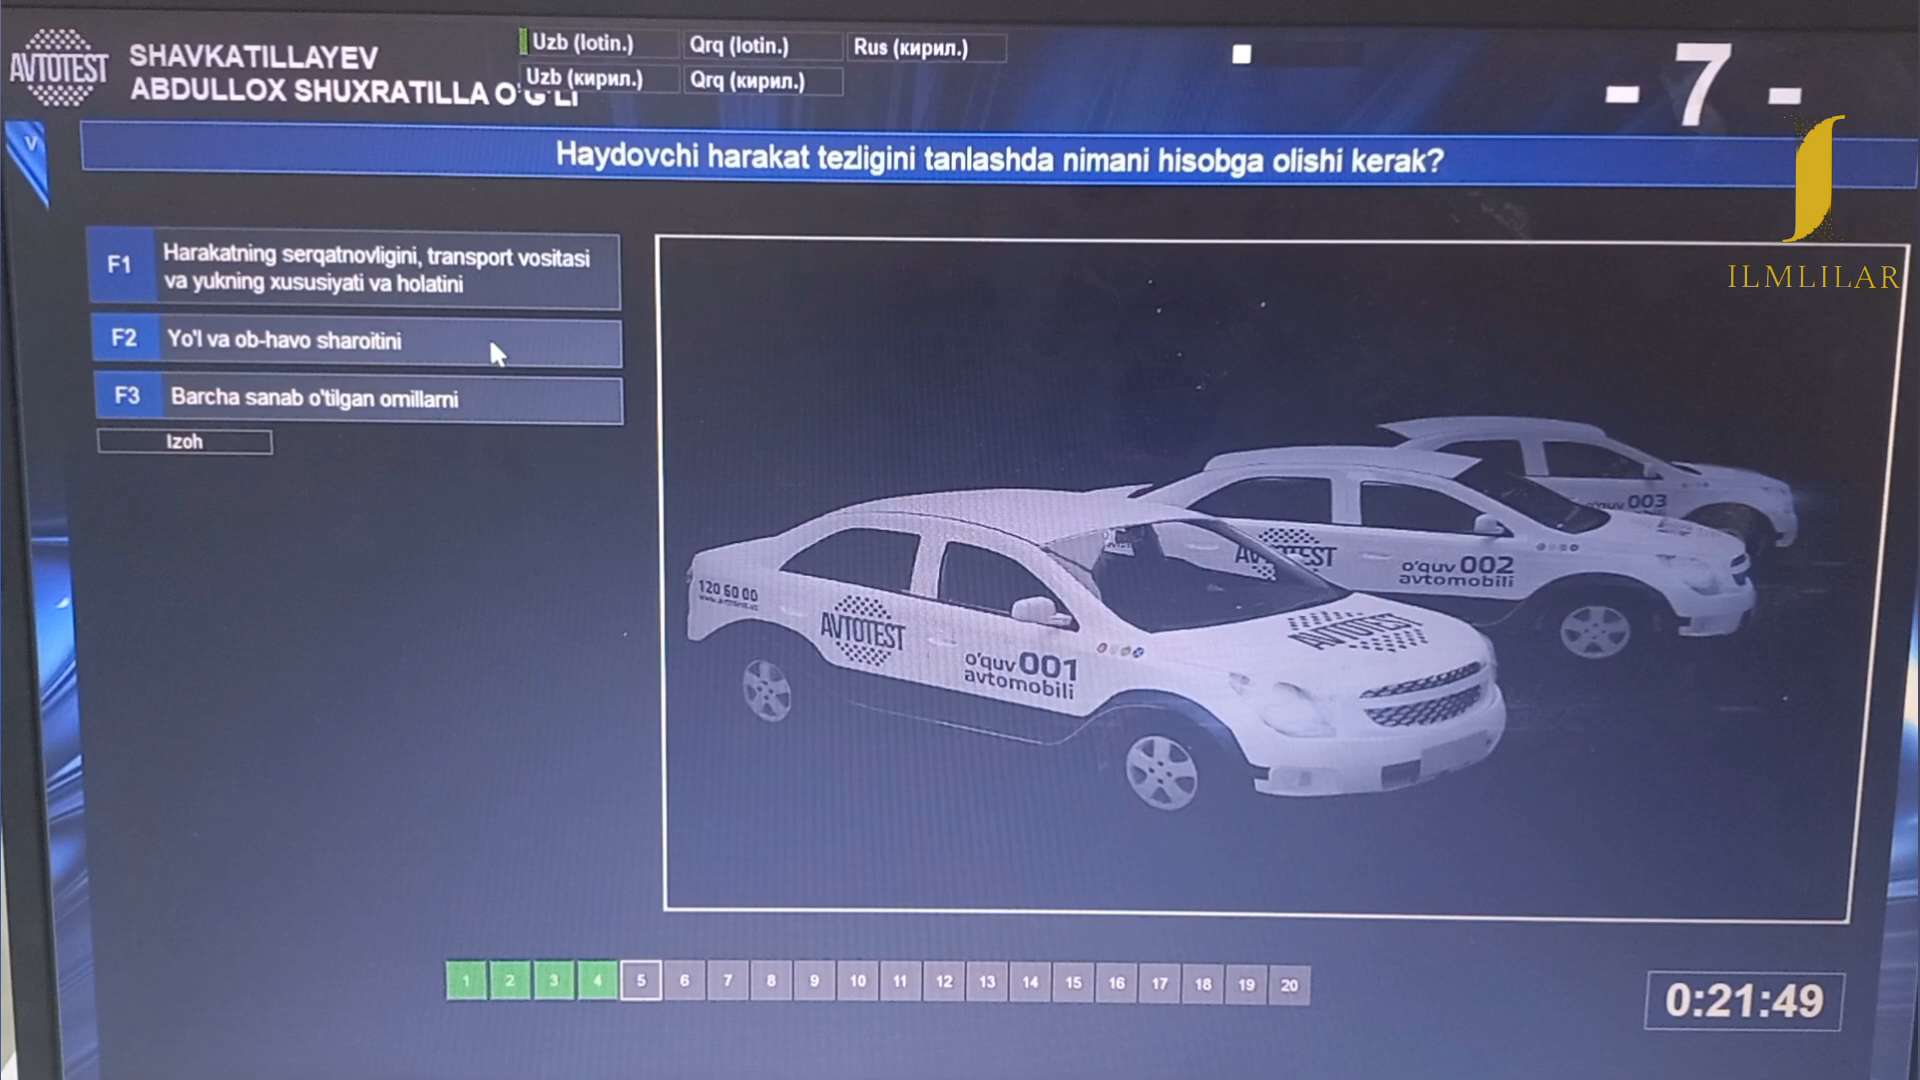 AVTOTEST
SHAVKATILLAYEV
ABDULLOX SHUXRATILLA O'G'LI
Uzb (lotin.)
Qrq (lotin.)
Rus (кирил.)
Uzb (кирил.)
Qrq (кирил.)
- 7 -
V
Haydovchi harakat tezligini tanlashda nimani hisobga olishi kerak?
ILMLILAR
F1 Harakatning serqatnovligini, transport vositasi
va yukning xususiyati va holatini
F2 Yo'l va ob-havo sharoitini
F3 Barcha sanab o'tilgan omillarni
Izoh
o'quv 003
AVTOTEST
o'quv 002
avtomobili
120 60 00
AVTOTEST
o'quv 001
avtomobili
AVTOTEST
1 2 3 4 5 6 7 8 9 10 11 12 13 14 15 16 17 18 19 20
0:21:49